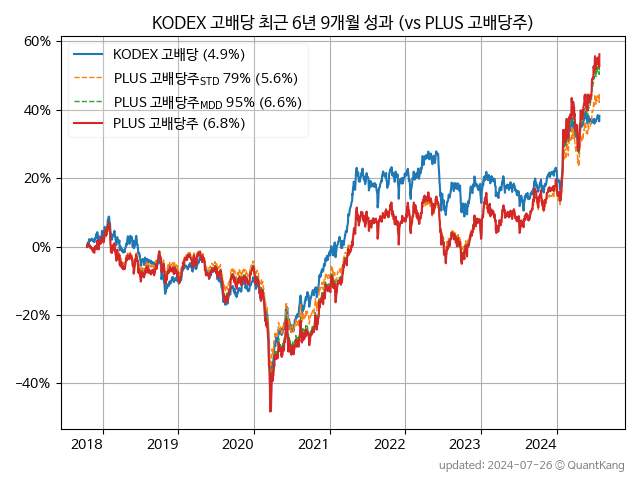 KODEX 고배당 최근 6년 9개월 성과 (vs PLUS 고배당주)
KODEX 고배당 (4.9%)
PLUS 고배당주STD 79% (5.6%)
PLUS 고배당주MDD 95% (6.6%)
PLUS 고배당주 (6.8%)
60%
40%
20%
0%
−20%
−40%
2018 2019 2020 2021 2022 2023 2024
updated: 2024-07-26 © QuantKang